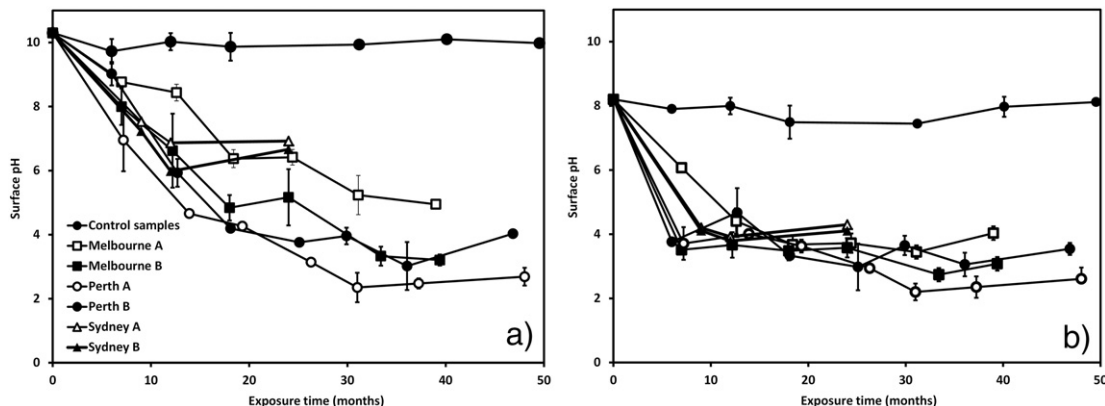 10
8
6
4
2
0
Surface pH
Control samples
Melbourne A
Melbourne B
Perth A
Perth B
Sydney A
Sydney B
a)
0 10 20 30 40 50
Exposure time (months)
10
8
6
4
2
0
Surface pH
b)
0 10 20 30 40 50
Exposure time (months)